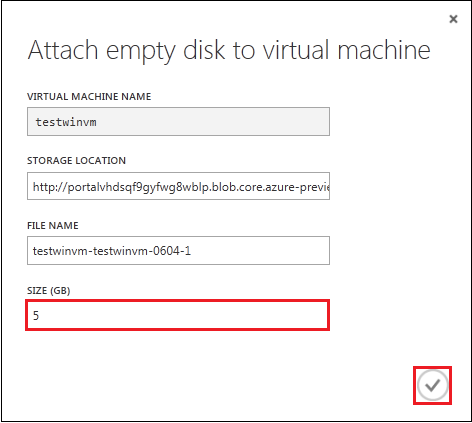 Attach empty disk to virtual machine
VIRTUAL MACHINE NAME
testwinvm
STORAGE LOCATION
http://portalvhdsqf9gyfwg8wblp.blob.core.azure-previe
FILE NAME
testwinvm-testwinvm-0604-1
SIZE (GB)
5